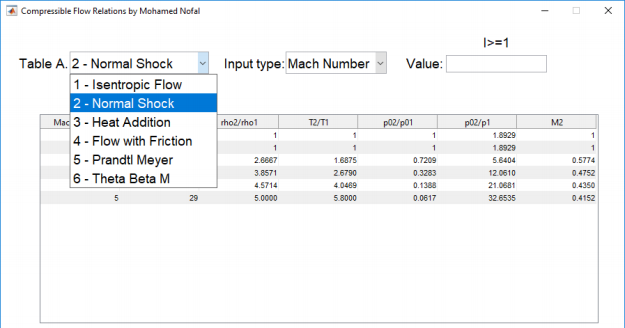 Compressible Flow Relations by Mohamed Nofal
I>=1
Table A. 2 - Normal Shock Input type: Mach Number Value:
1 - Isentropic Flow
2 - Normal Shock
3 - Heat Addition
4 - Flow with Friction
5 - Prandtl Meyer
6 - Theta Beta M
Mac rho2/rho1 T2/T1 p02/p01 p02/p1 M2
1 1 1 1.8929 1
1 1 1 1.8929 1
2.6667 1.6875 0.7209 5.6404 0.5774
3.8571 2.6790 0.3283 12.0610 0.4752
4.5714 4.0469 0.1388 21.0681 0.4350
5 29 5.0000 5.8000 0.0617 32.6535 0.4152